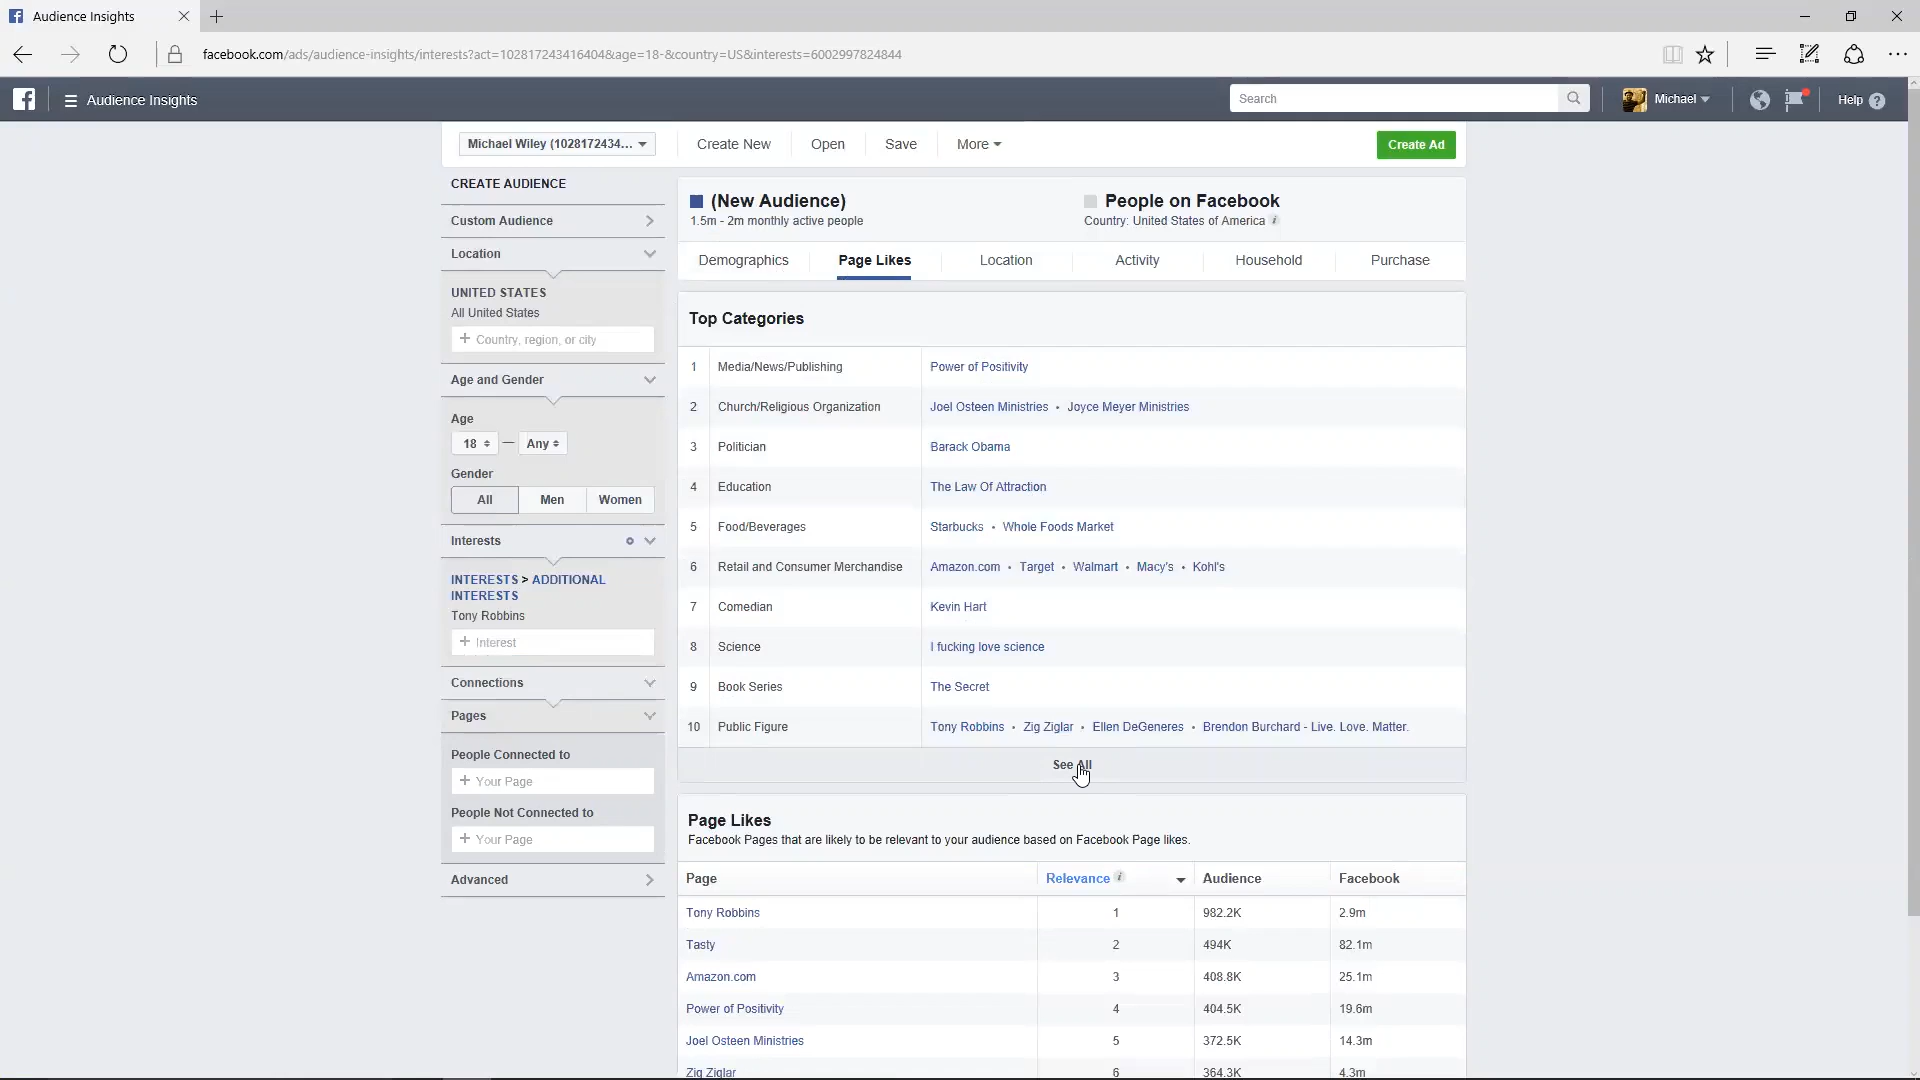 Audience Insights
facebook.com/ads/audience-insights/interests?act=10281724341640４&age=18-&country=US&interests=6002997824844
Audience Insights
Search
Michael
Help ?
Michael Wiley (1028172434...
Create New
Open
Save
More
Create Ad
CREATE AUDIENCE
Custom Audience
Location
UNITED STATES
All United States
+ Country, region, or city
Age and Gender
Age
18 — Any
Gender
All Men Women
Interests
INTERESTS > ADDITIONAL
INTERESTS
Tony Robbins
+ Interest
Connections
Pages
People Connected to
+ Your Page
People Not Connected to
+ Your Page
Advanced
(New Audience)
1.5m - 2m monthly active people
People on Facebook
Country: United States of America i
Demographics Page Likes Location Activity Household Purchase
Top Categories
1 Media/News/Publishing Power of Positivity
2 Church/Religious Organization Joel Osteen Ministries • Joyce Meyer Ministries
3 Politician Barack Obama
4 Education The Law Of Attraction
5 Food/Beverages Starbucks • Whole Foods Market
6 Retail and Consumer Merchandise Amazon.com • Target • Walmart • Macy's • Kohl's
7 Comedian Kevin Hart
8 Science I fucking love science
9 Book Series The Secret
10 Public Figure Tony Robbins • Zig Ziglar • Ellen DeGeneres • Brendon Burchard - Live. Love. Matter.
See All
Page Likes
Facebook Pages that are likely to be relevant to your audience based on Facebook Page likes.
Page Relevance i Audience Facebook
Tony Robbins 1 982.2K 2.9m
Tasty 2 494K 82.1m
Amazon.com 3 408.8K 25.1m
Power of Positivity 4 404.5K 19.6m
Joel Osteen Ministries 5 372.5K 14.3m
Zig Ziglar 6 364.3K 4.3m